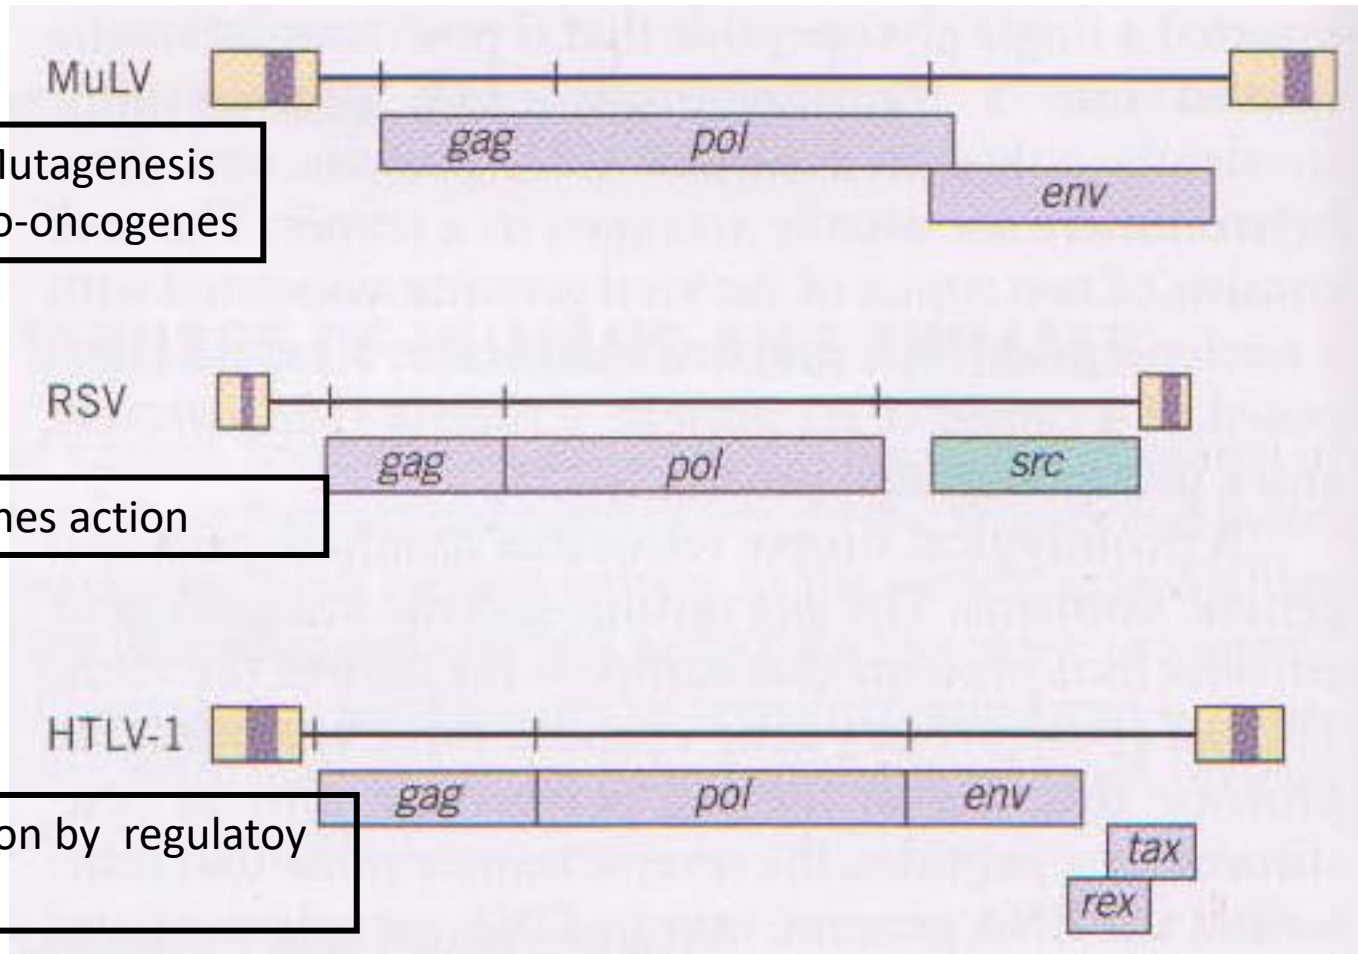 MuLV
gag pol
env
lutagenesis
o-oncogenes
RSV
gag pol src
nes action
HTLV-1
gag pol env
on by regulatoy
tax
rex